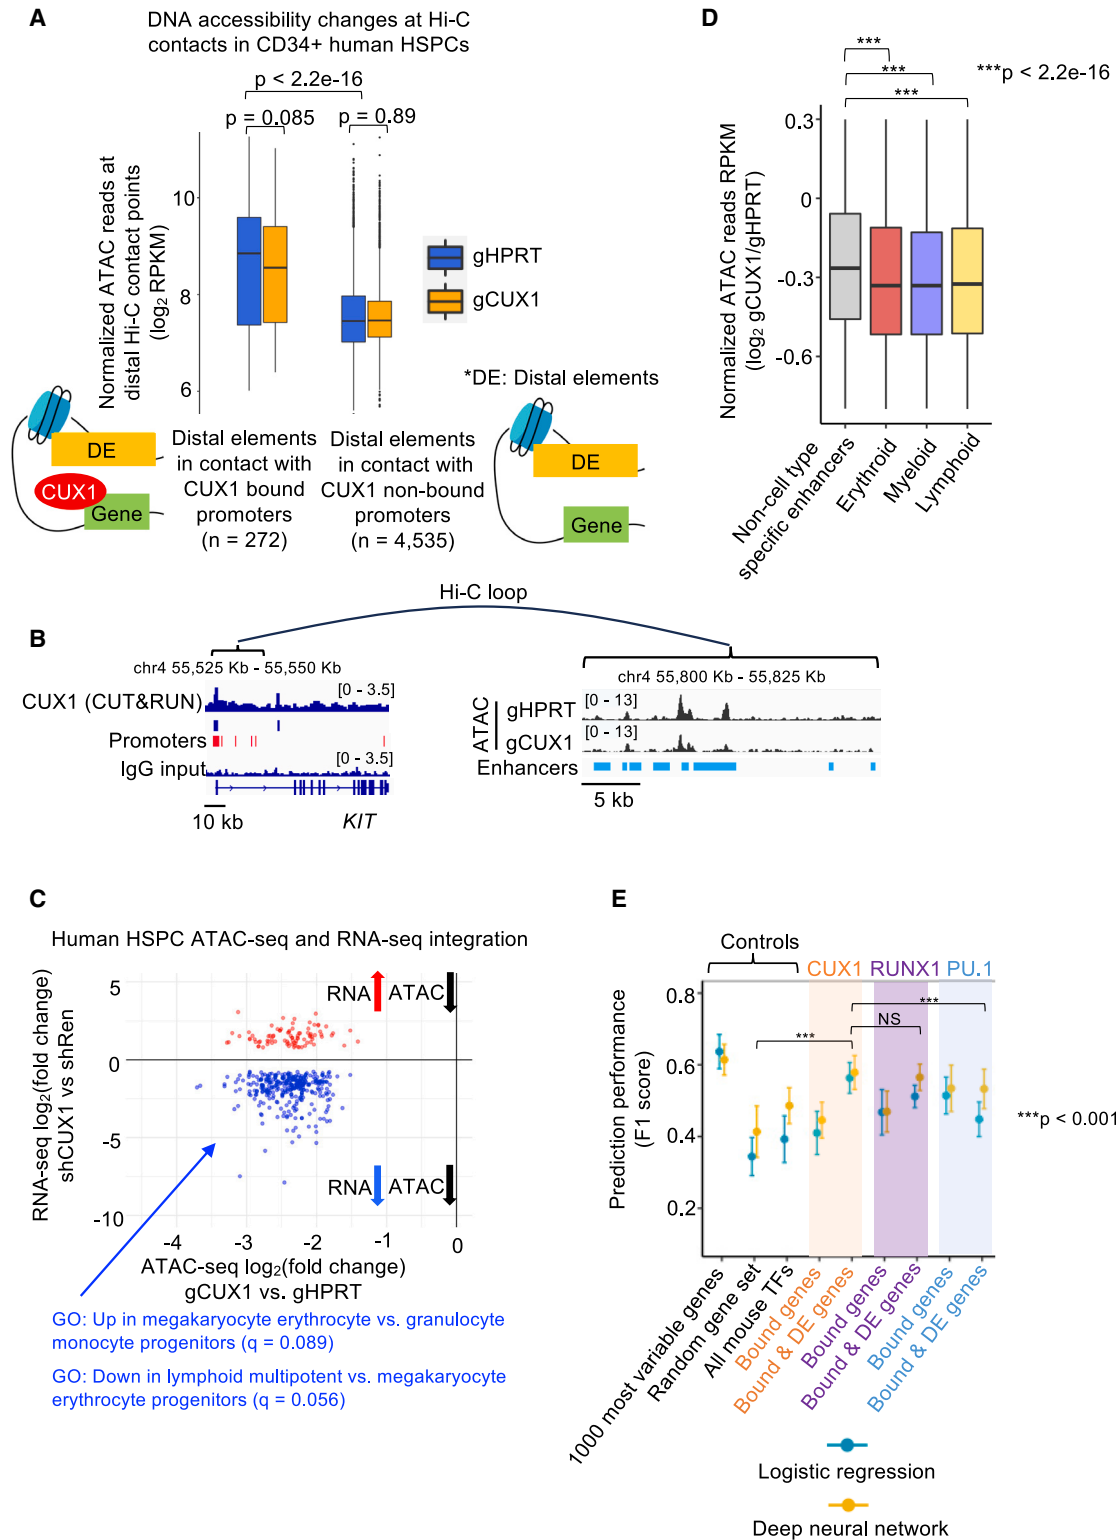 A
DNA accessibility changes at Hi-C
contacts in CD34+ human HSPCs
p < 2.2e-16
p = 0.085
p = 0.89
Normalized ATAC reads at
distal Hi-C contact points
(log2 RPKM)
10
8
6
gHPRT
gCUX1
*DE: Distal elements
DE
CUX1
Gene
Distal elements
in contact with
CUX1 bound
promoters
(n = 272)
Distal elements
in contact with
CUX1 non-bound
promoters
(n = 4,535)
DE
Gene
D
***
***
***
***p < 2.2e-16
Normalized ATAC reads RPKM
(log2 gCUX1/gHPRT)
0.3
0
-0.3
-0.6
Non-cell type
specific enhancers
Erythroid
Myeloid
Lymphoid
B
Hi-C loop
chr4 55,525 Kb - 55,550 Kb
CUX1 (CUT&RUN)
[0 - 3.5]
Promoters
IgG input
[0 - 3.5]
10 kb
KIT
chr4 55,800 Kb - 55,825 Kb
ATAC
gHPRT
[0 - 13]
gCUX1
[0 - 13]
Enhancers
5 kb
C
Human HSPC ATAC-seq and RNA-seq integration
RNA-seq log2(fold change)
shCUX1 vs shRen
5
0
-5
-10
RNA
ATAC
RNA
ATAC
-4
-3
-2
-1
0
ATAC-seq log2(fold change)
gCUX1 vs. gHPRT
GO: Up in megakaryocyte erythrocyte vs. granulocyte
monocyte progenitors (q = 0.089)
GO: Down in lymphoid multipotent vs. megakaryocyte
erythrocyte progenitors (q = 0.056)
E
Controls
CUX1
RUNX1
PU.1
***
NS
***
***p < 0.001
Prediction performance
(F1 score)
0.8
0.6
0.4
0.2
1000 most variable genes
Random gene set
All mouse TFs
Bound genes
Bound & DE genes
Bound genes
Bound & DE genes
Bound genes
Bound & DE genes
Logistic regression
Deep neural network